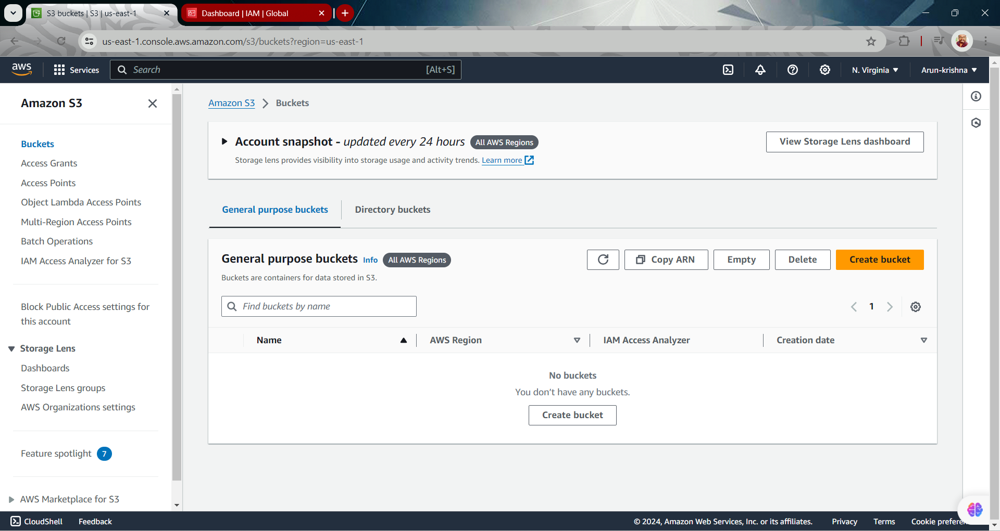 S3 buckets | S3 | us-east-1
Dashboard | IAM | Global
us-east-1.console.aws.amazon.com/s3/buckets?region=us-east-1
aws
Services
Search
[Alt+S]
N. Virginia
Arun-krishna
Amazon S3
Buckets
Access Grants
Access Points
Object Lambda Access Points
Multi-Region Access Points
Batch Operations
IAM Access Analyzer for S3
Block Public Access settings for
this account
Storage Lens
Dashboards
Storage Lens groups
AWS Organizations settings
Feature spotlight 7
AWS Marketplace for S3
Amazon S3 > Buckets
Account snapshot - updated every 24 hours All AWS Regions
View Storage Lens dashboard
Storage lens provides visibility into storage usage and activity trends. Learn more
General purpose buckets
Directory buckets
General purpose buckets Info All AWS Regions
Copy ARN
Empty
Delete
Create bucket
Buckets are containers for data stored in S3.
Find buckets by name
1
Name
AWS Region
IAM Access Analyzer
Creation date
No buckets
You don't have any buckets.
Create bucket
CloudShell
Feedback
© 2024, Amazon Web Services, Inc. or its affiliates.
Privacy
Terms
Cookie